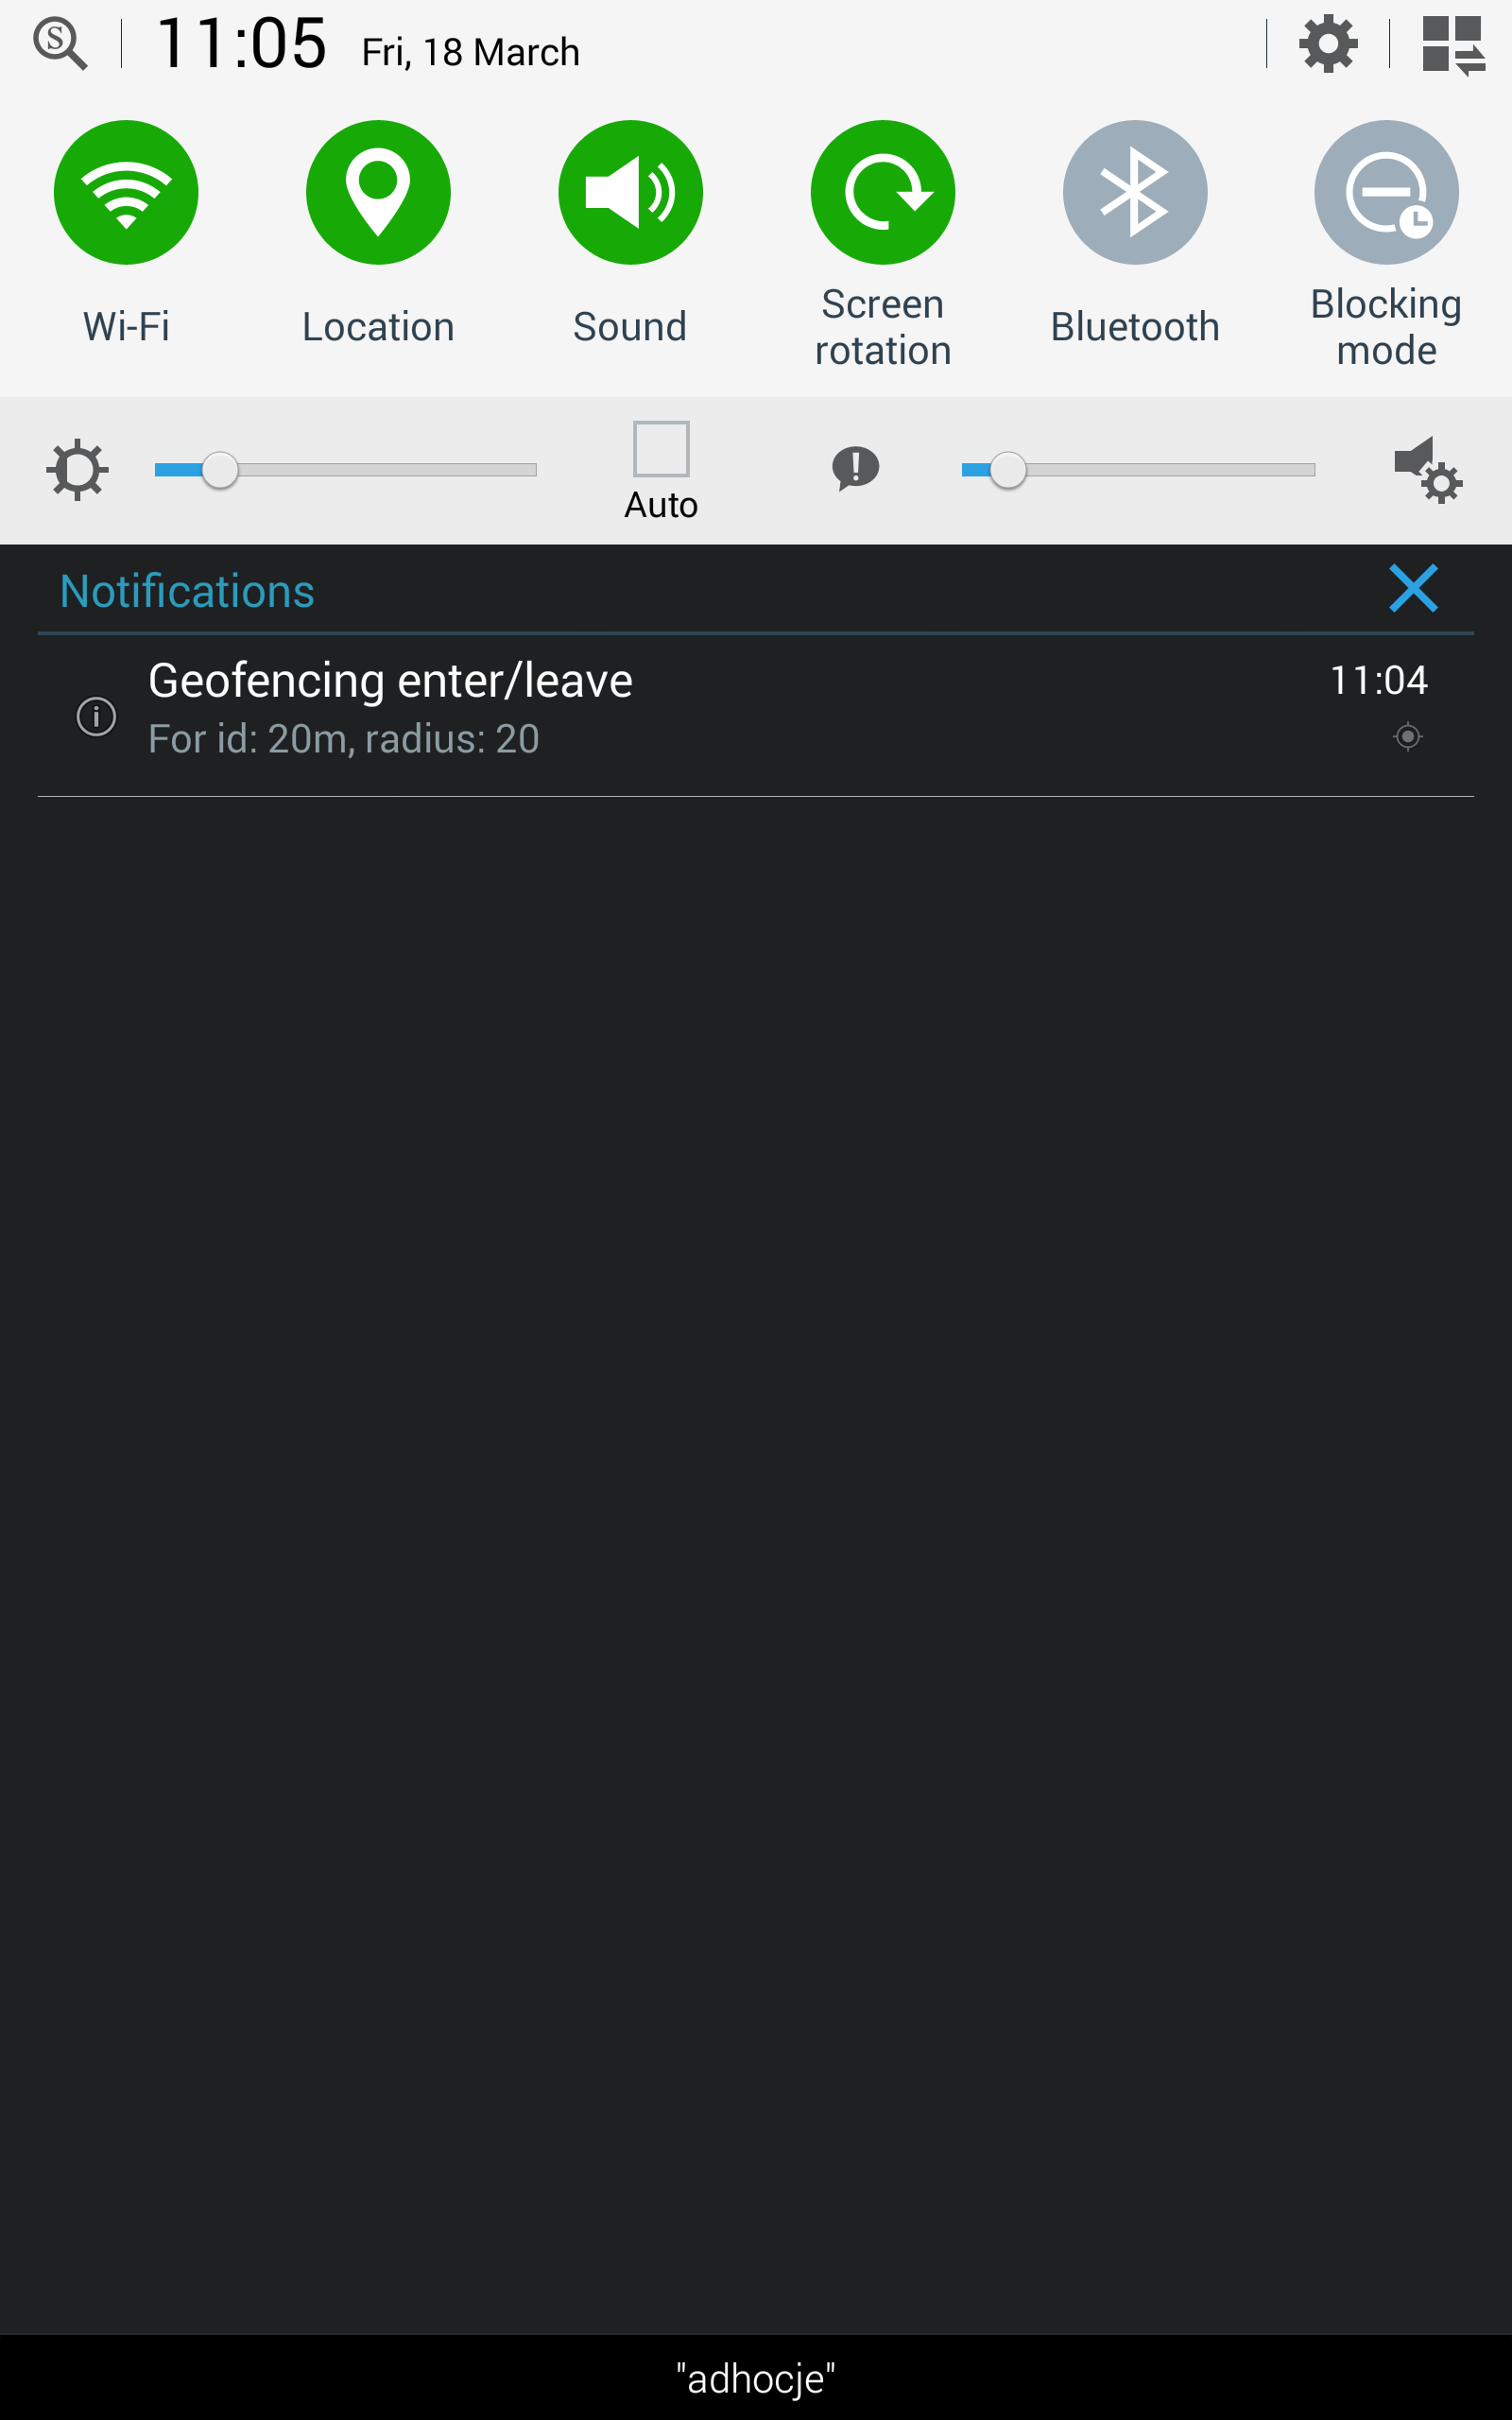 S
11:05 Fri, 18 March
Wi-Fi
Location
Sound
Screen
rotation
Bluetooth
Blocking
mode
Auto
Notifications
Geofencing enter/leave
11:04
For id: 20m, radius: 20
"adhocje"